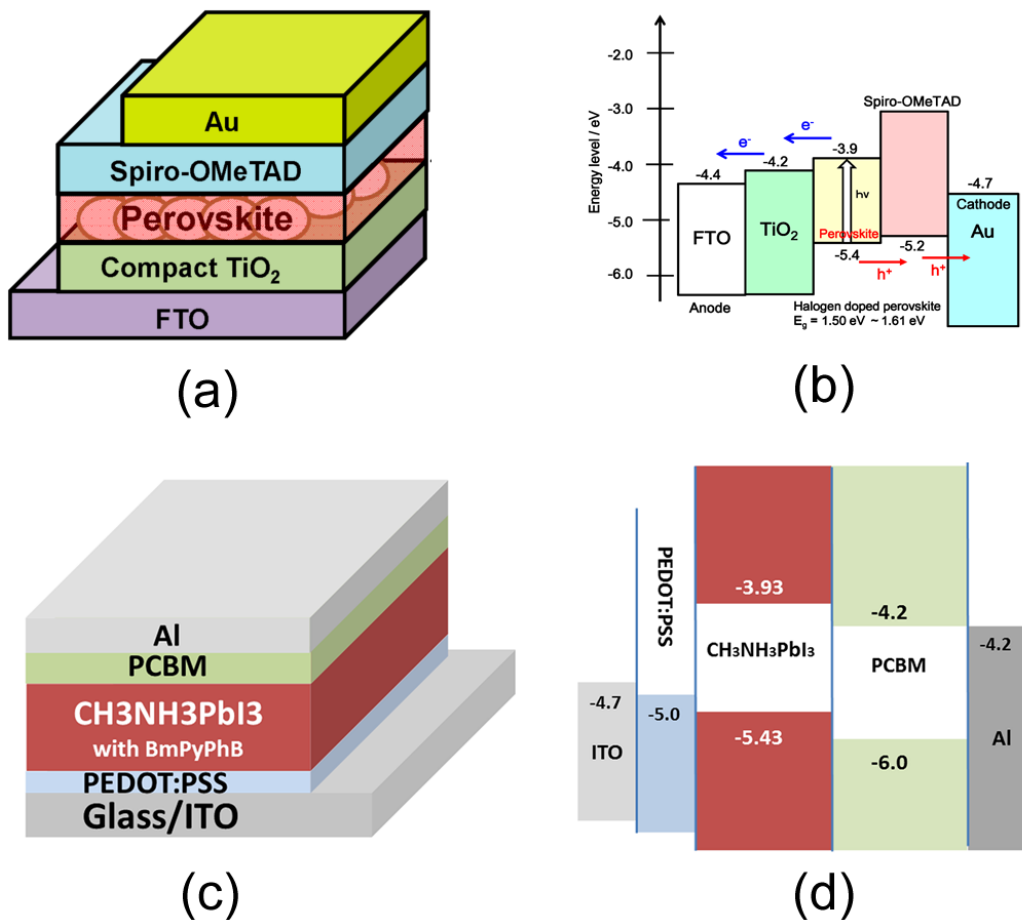 Au
Spiro-OMeTAD
Perovskite
Compact TiO₂
FTO
(a)
Energy level / eV
-2.0
-3.0
-4.0
-5.0
-6.0
Spiro-OMeTAD
e⁻
e⁻
-4.4
-4.2
-3.9
-4.7
hν
Cathode
FTO
TiO₂
Perovskite
Au
-5.4
-5.2
h⁺
h⁺
Anode
Halogen doped perovskite
E_g = 1.50 eV ~ 1.61 eV
(b)
Al
PCBM
CH3NH3PbI3
with BmPyPhB
PEDOT:PSS
Glass/ITO
(c)
PEDOT:PSS
-3.93
-4.2
-4.2
CH₃NH₃PbI₃
PCBM
-4.7
-5.0
-5.43
-6.0
ITO
Al
(d)